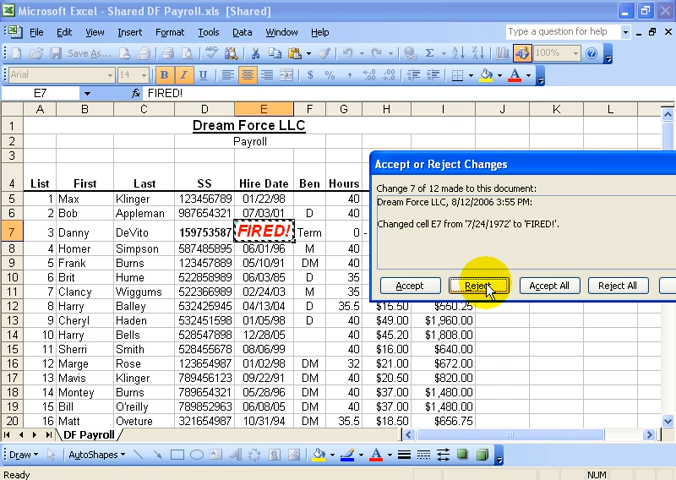 Microsoft Excel - Shared DF Payroll.xls [Shared]
File Edit View Insert Format Tools Data Window Help Type a question for help
Save As... 100%
Arial 14 B I U $ % ,
E7 fx FIRED!
A B C D E F G H I J K L
1 Dream Force LLC
2 Payroll
3
4 List First Last SS Hire Date Ben Hours
5 1 Max Klinger 123456789 01/22/98 40
6 2 Bob Appleman 987654321 07/03/01 D 40
7 3 Danny DeVito 159753587 FIRED! Term 0 -
8 4 Homer Simpson 587485895 06/01/96 M 40
9 5 Frank Burns 123457889 05/10/91 DM 40
10 6 Brit Hume 522858989 06/03/65 D 35
11 7 Clancy Wiggums 522366989 02/24/03 M 35
12 8 Harry Balley 532425945 04/13/04 D 35.5 $15.50 $550.25
13 9 Cheryl Haden 532451598 01/05/98 D 40 $49.00 $1,960.00
14 10 Harry Bells 528547898 12/28/05 40 $45.20 $1,808.00
15 11 Sherri Smith 528455678 08/06/99 40 $16.00 $640.00
16 12 Marge Rose 123654987 01/02/98 DM 32 $21.00 $672.00
17 13 Mavis Klinger 789456123 09/22/91 DM 40 $20.50 $820.00
18 14 Montey Burns 789654321 05/28/96 DM 40 $37.00 $1,480.00
19 15 Bill O'reilly 789852963 06/08/05 DM 40 $37.00 $1,480.00
20 16 Matt Oveture 321654987 10/31/94 DM 35.5 $18.50 $656.75
Accept or Reject Changes
Change 7 of 12 made to this document:
Dream Force LLC, 8/12/2006 3:55 PM:
Changed cell E7 from '7/24/1972' to 'FIRED!'.
Accept Reject Accept All Reject All
DF Payroll
Draw AutoShapes
Ready NUM